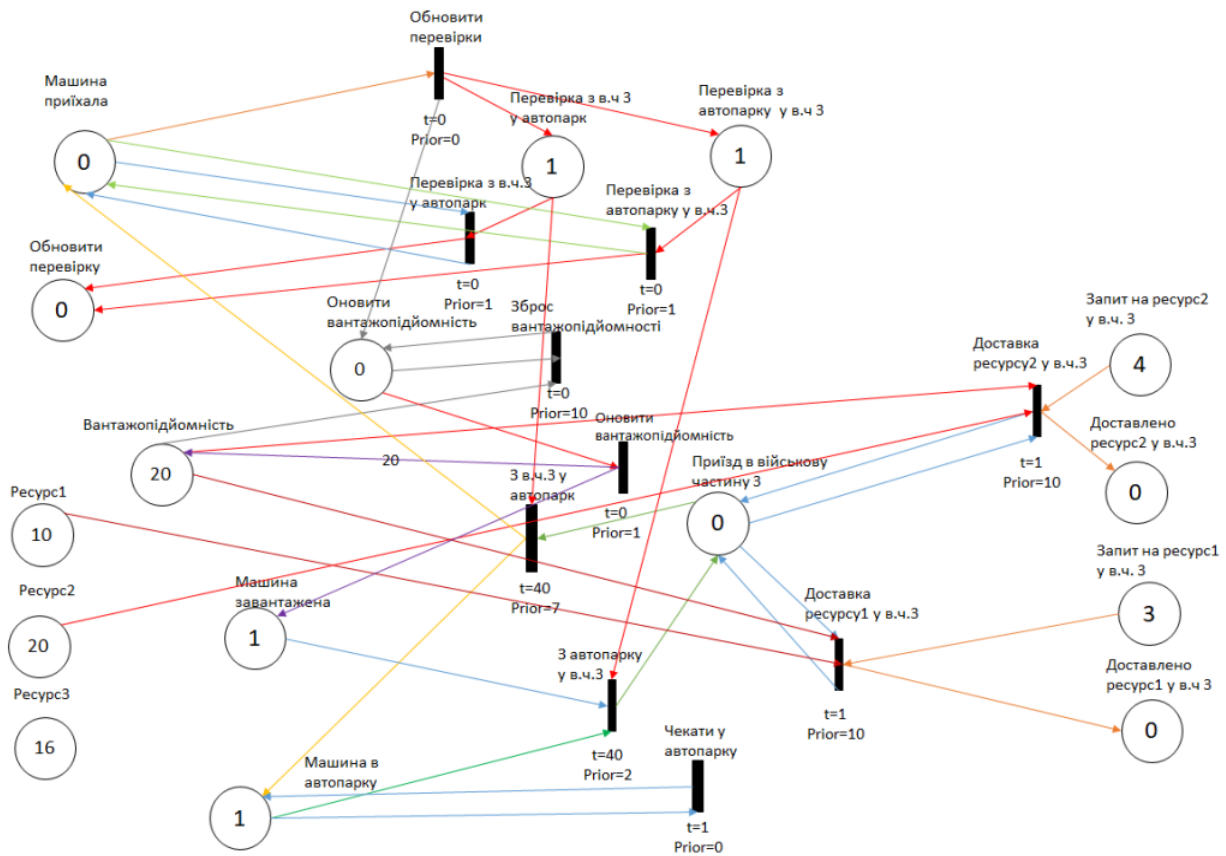 Обновити
перевірки
t=0
Prior=0
Машина
приїхала
0
Перевірка з в.ч 3
у автопарк
1
Перевірка з
автопарку у в.ч 3
1
Перевірка з в.ч.3
у автопарк
t=0
Prior=1
Перевірка з
автопарку у в.ч.3
t=0
Prior=1
Обновити
перевірку
0
Оновити
вантажопідйомність
0
Зброс
вантажопідйомності
t=0
Prior=10
Запит на ресурс2
у в.ч. 3
4
Доставка
ресурсу2 у в.ч.3
t=1
Prior=10
Доставлено
ресурс2 у в.ч.3
0
Вантажопідйомність
20
20
Оновити
вантажопідйомність
t=0
Prior=1
З в.ч.3 у
автопарк
t=40
Prior=7
Приїзд в військову
частину 3
0
Ресурс1
10
Ресурс2
20
Ресурс3
16
Машина
завантажена
1
Запит на ресурс1
у в.ч. 3
3
Доставка
ресурсу1 у в.ч.3
t=1
Prior=10
Доставлено
ресурс1 у в.ч 3
0
З автопарку
у в.ч.3
t=40
Prior=2
Чекати у
автопарку
t=1
Prior=0
Машина в
автопарку
1